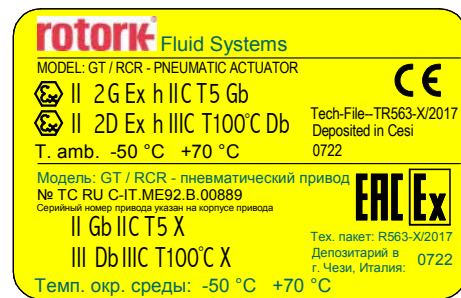 rotork Fluid Systems
MODEL: GT / RCR - PNEUMATIC ACTUATOR
CE
Ex II 2G Ex h IIC T5 Gb
Ex II 2D Ex h IIIC T100°C Db
Tech-File--TR563-X/2017
Deposited in Cesi
T. amb. -50 °C +70 °C
0722
Модель: GT / RCR - пневматический привод
№ TC RU C-IT.ME92.B.00889
Серийный номер привода указан на корпусе привода
EAC Ex
II Gb IIC T5 X
III Db IIIC T100°C X
Тех. пакет: R563-X/2017
Депозитарий в
г. Чези, Италия:
0722
Темп. окр. среды: -50 °C +70 °C